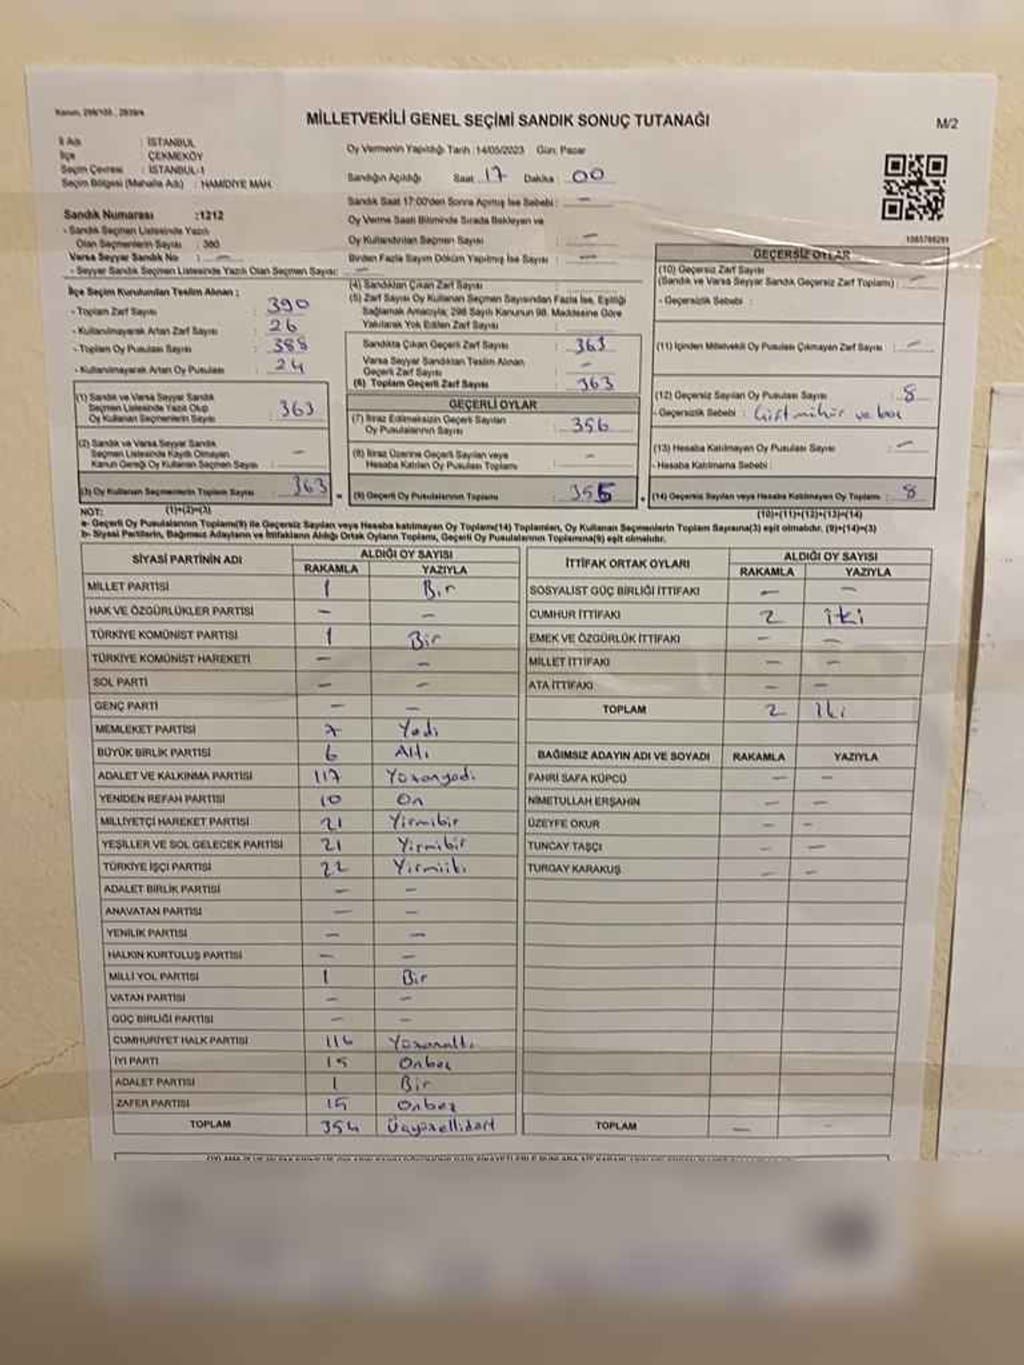 MİLLETVEKİLİ GENEL SEÇİMİ SANDIK SONUÇ TUTANAĞI
M/2
İl Adı : İSTANBUL
İlçe : ÇEKMEKÖY
Seçim Çevresi : İSTANBUL-1
Seçim Bölgesi (Mahalle Adı) : HAMİDİYE MAH.
Oy Vermenin Yapıldığı Tarih : 14/05/2023 Gün: Pazar
Sandığın Açıldığı Saat 17 Dakika : 00
Sandık Saat 17:00'den Sonra Açılmış İse Sebebi : —
Oy Verme Saati Bitiminde Sırada Bekleyen ve
Oy Kullandırılan Seçmen Sayısı : —
Birden Fazla Sayım Döküm Yapılmış İse Sayısı : —
Sandık Numarası : 1212
- Sandık Seçmen Listesinde Yazılı
Olan Seçmenlerin Sayısı : 380
Varsa Seyyar Sandık No : —
- Seyyar Sandık Seçmen Listesinde Yazılı Olan Seçmen Sayısı: —
İlçe Seçim Kurulundan Teslim Alınan :
- Toplam Zarf Sayısı : 390
- Kullanılmayarak Artan Zarf Sayısı : 26
- Toplam Oy Pusulası Sayısı : 388
- Kullanılmayarak Artan Oy Pusulası : 24
(1) Sandık ve Varsa Seyyar Sandık
Seçmen Listesinde Yazılı Olup
Oy Kullanan Seçmenlerin Sayısı : 363
(2) Sandık ve Varsa Seyyar Sandık
Seçmen Listesinde Kayıtlı Olmayan
Kanun Gereği Oy Kullanan Seçmen Sayısı : —
(3) Oy Kullanan Seçmenlerin Toplam Sayısı : 363
(1)+(2)=(3)
(4) Sandıktan Çıkan Zarf Sayısı :
(5) Zarf Sayısı Oy Kullanan Seçmen Sayısından Fazla İse, Eşitliği
Sağlamak Amacıyla; 298 Sayılı Kanunun 98. Maddesine Göre
Yakılarak Yok Edilen Zarf Sayısı :
Sandıkta Çıkan Geçerli Zarf Sayısı : 363
Varsa Seyyar Sandıktan Teslim Alınan
Geçerli Zarf Sayısı : —
(6) Toplam Geçerli Zarf Sayısı : 363
GEÇERLİ OYLAR
(7) İtiraz Edilmeksizin Geçerli Sayılan
Oy Pusulalarının Sayısı : 356
(8) İtiraz Üzerine Geçerli Sayılan veya
Hesaba Katılan Oy Pusulası Toplamı : —
(9) Geçerli Oy Pusulalarının Toplamı :
GEÇERSİZ OYLAR
(10) Geçersiz Zarf Sayısı
(Sandık ve Varsa Seyyar Sandık Geçersiz Zarf Toplamı) : —
- Geçersizlik Sebebi :
(11) İçinden Milletvekili Oy Pusulası Çıkmayan Zarf Sayısı : —
(12) Geçersiz Sayılan Oy Pusulası Sayısı : 8
- Geçersizlik Sebebi : Çift mühür ve boş
(13) Hesaba Katılmayan Oy Pusulası Sayısı : —
- Hesaba Katılmama Sebebi :
(14) Geçersiz Sayılan veya Hesaba Katılmayan Oy Toplamı : 8
(10)+(11)+(12)+(13)=(14)
NOT:
a- Geçerli Oy Pusulalarının Toplamı(9) ile Geçersiz Sayılan veya Hesaba katılmayan Oy Toplamı(14) Toplamları, Oy Kullanan Seçmenlerin Toplam Sayısına(3) eşit olmalıdır. (9)+(14)=(3)
b- Siyasi Partilerin, Bağımsız Adayların ve İttifakların Aldığı Ortak Oyların Toplamı, Geçerli Oy Pusulalarının Toplamına(9) eşit olmalıdır.
SİYASİ PARTİNİN ADI ALDIĞI OY SAYISI
RAKAMLA YAZIYLA
MİLLET PARTİSİ 1 Bir
HAK VE ÖZGÜRLÜKLER PARTİSİ — —
TÜRKİYE KOMÜNİST PARTİSİ 1 Bir
TÜRKİYE KOMÜNİST HAREKETİ — —
SOL PARTİ — —
GENÇ PARTİ — —
MEMLEKET PARTİSİ 7 Yedi
BÜYÜK BİRLİK PARTİSİ 6 Altı
ADALET VE KALKINMA PARTİSİ 117 Yüzonyedi
YENİDEN REFAH PARTİSİ 10 On
MİLLİYETÇİ HAREKET PARTİSİ 21 Yirmibir
YEŞİLLER VE SOL GELECEK PARTİSİ 21 Yirmibir
TÜRKİYE İŞÇİ PARTİSİ 22 Yirmiiki
ADALET BİRLİK PARTİSİ — —
ANAVATAN PARTİSİ — —
YENİLİK PARTİSİ — —
HALKIN KURTULUŞ PARTİSİ — —
MİLLİ YOL PARTİSİ 1 Bir
VATAN PARTİSİ — —
GÜÇ BİRLİĞİ PARTİSİ — —
CUMHURİYET HALK PARTİSİ 116 Yüzonaltı
İYİ PARTİ 15 Onbeş
ADALET PARTİSİ 1 Bir
ZAFER PARTİSİ 15 Onbeş
TOPLAM 354 Üçyüzellidört
İTTİFAK ORTAK OYLARI ALDIĞI OY SAYISI
RAKAMLA YAZIYLA
SOSYALİST GÜÇ BİRLİĞİ İTTİFAKI — —
CUMHUR İTTİFAKI 2 iki
EMEK VE ÖZGÜRLÜK İTTİFAKI — —
MİLLET İTTİFAKI — —
ATA İTTİFAKI — —
TOPLAM 2 İki
BAĞIMSIZ ADAYIN ADI VE SOYADI RAKAMLA YAZIYLA
FAHRİ SAFA KÜPCÜ — —
NİMETULLAH ERŞAHİN — —
ÜZEYFE OKUR — —
TUNCAY TAŞÇI — —
TURGAY KARAKUŞ — —
TOPLAM — —